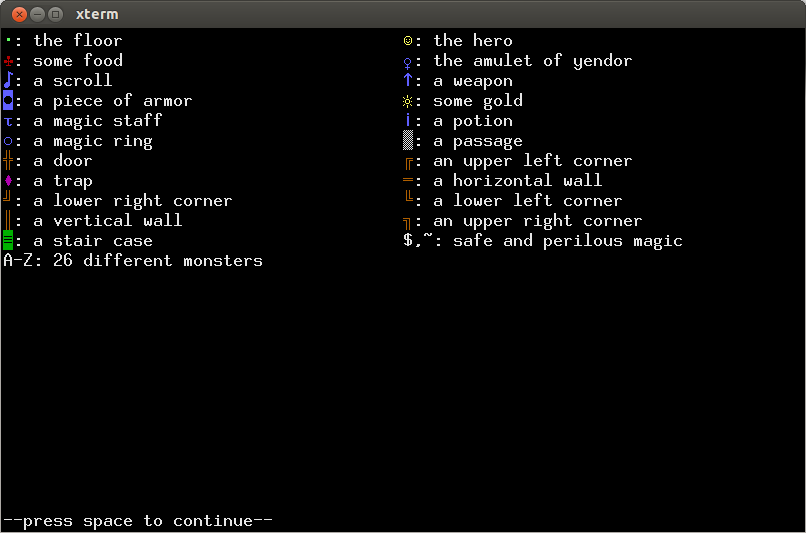 xterm
·: the floor ☺: the hero
♣: some food ♀: the amulet of yendor
♪: a scroll ↑: a weapon
◘: a piece of armor ☼: some gold
τ: a magic staff ¡: a potion
○: a magic ring ▒: a passage
╬: a door ╔: an upper left corner
♦: a trap ═: a horizontal wall
╝: a lower right corner ╚: a lower left corner
║: a vertical wall ╗: an upper right corner
≡: a stair case $,~: safe and perilous magic
A-Z: 26 different monsters
--press space to continue--